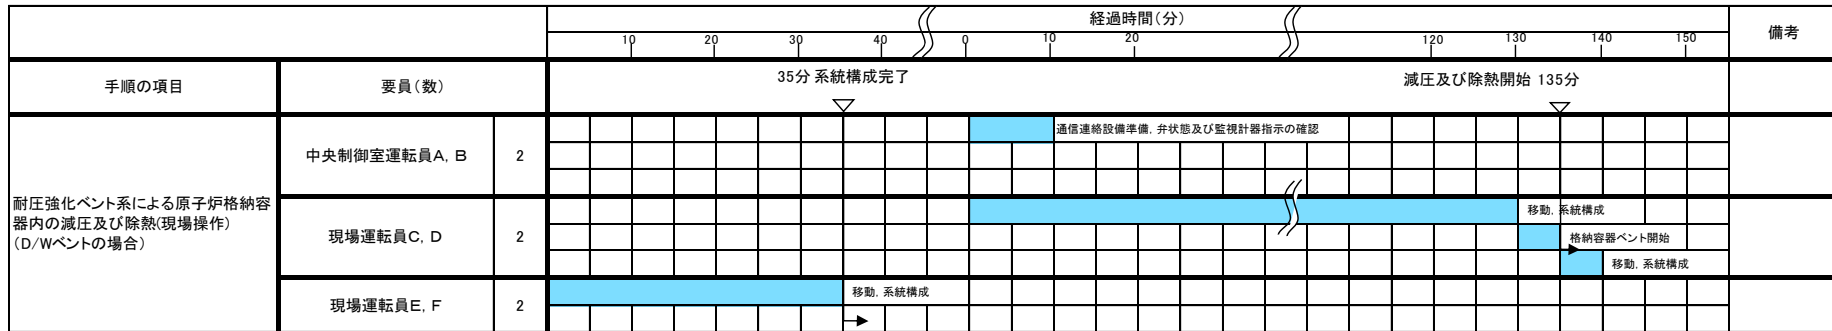 経過時間(分)
備考
10 20 30 40 0 10 20 120 130 140 150
手順の項目
要員(数)
35分 系統構成完了
減圧及び除熱開始 135分
通信連絡設備準備, 弁状態及び監視計器指示の確認
中央制御室運転員A, B
2
耐圧強化ベント系による原子炉格納容
器内の減圧及び除熱(現場操作)
(D/Wベントの場合)
移動, 系統構成
現場運転員C, D
2
格納容器ベント開始
移動, 系統構成
移動, 系統構成
現場運転員E, F
2